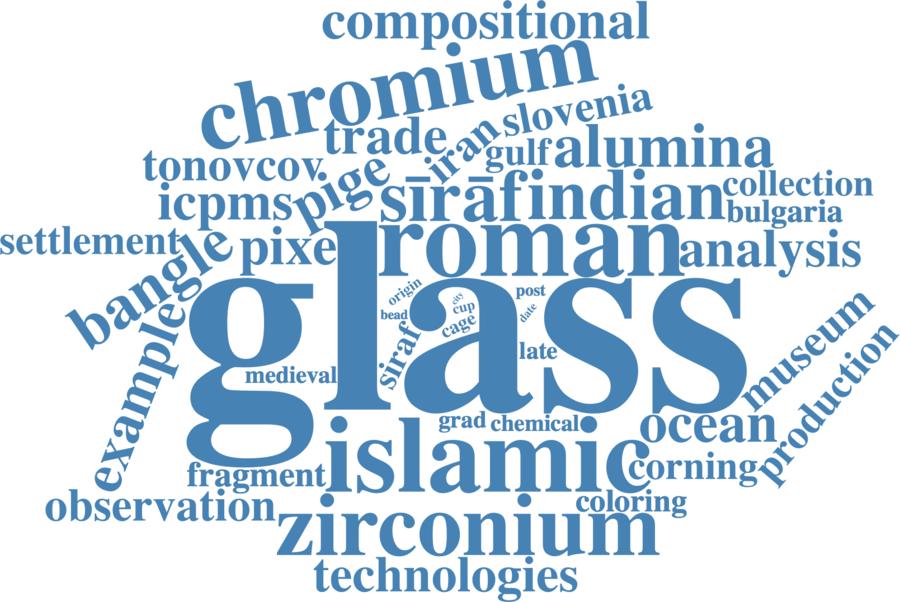 compositional
chromium
slovenia
trade
iran
gulf
alumina
tonovcov
pige
collection
icpms
sīrāf
indian
bulgaria
settlement
bangle
pixe
roman
analysis
glass
origin
bead
city
cup
cage
post
date
siraf
late
medieval
example
museum
production
grad
chemical
ocean
islamic
corning
fragment
observation
coloring
zirconium
technologies